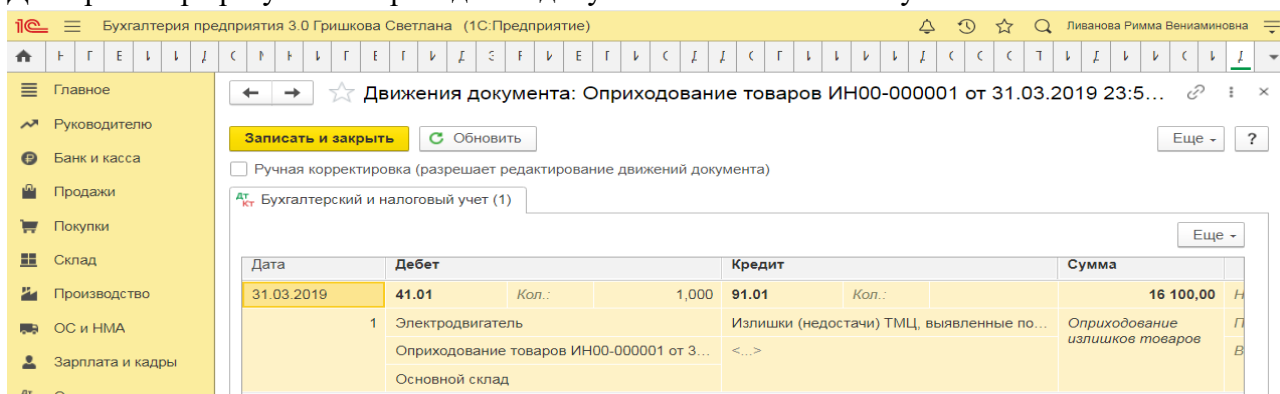 1С Бухгалтерия предприятия 3.0 Гришкова Светлана (1С:Предприятие) Ливанова Римма Вениаминовна
Главное
Движения документа: Оприходование товаров ИН00-000001 от 31.03.2019 23:5...
Руководителю
Записать и закрыть Обновить Еще ?
Банк и касса
Ручная корректировка (разрешает редактирование движений документа)
Продажи
Дт Кт Бухгалтерский и налоговый учет (1)
Покупки
Еще
Склад
Дата Дебет Кредит Сумма
Производство
31.03.2019 41.01 Кол.: 1,000 91.01 Кол.: 16 100,00
ОС и НМА
1 Электродвигатель Излишки (недостачи) ТМЦ, выявленные по... Оприходование излишков товаров
Зарплата и кадры
Оприходование товаров ИН00-000001 от 3... <...>
Основной склад